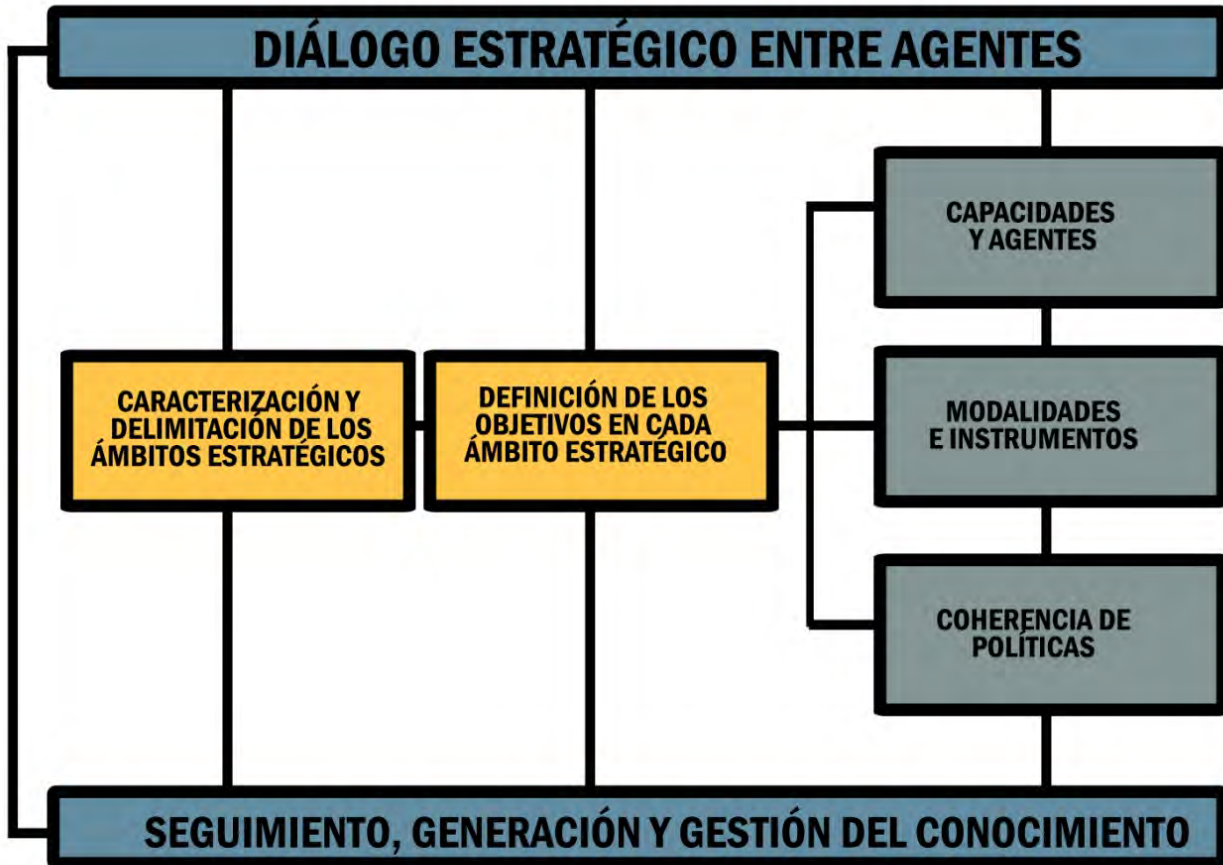 DIÁLOGO ESTRATÉGICO ENTRE AGENTES
CAPACIDADES
Y AGENTES
CARACTERIZACIÓN Y
DELIMITACIÓN DE LOS
ÁMBITOS ESTRATÉGICOS
DEFINICIÓN DE LOS
OBJETIVOS EN CADA
ÁMBITO ESTRATÉGICO
MODALIDADES
E INSTRUMENTOS
COHERENCIA DE
POLÍTICAS
SEGUIMIENTO, GENERACIÓN Y GESTIÓN DEL CONOCIMIENTO